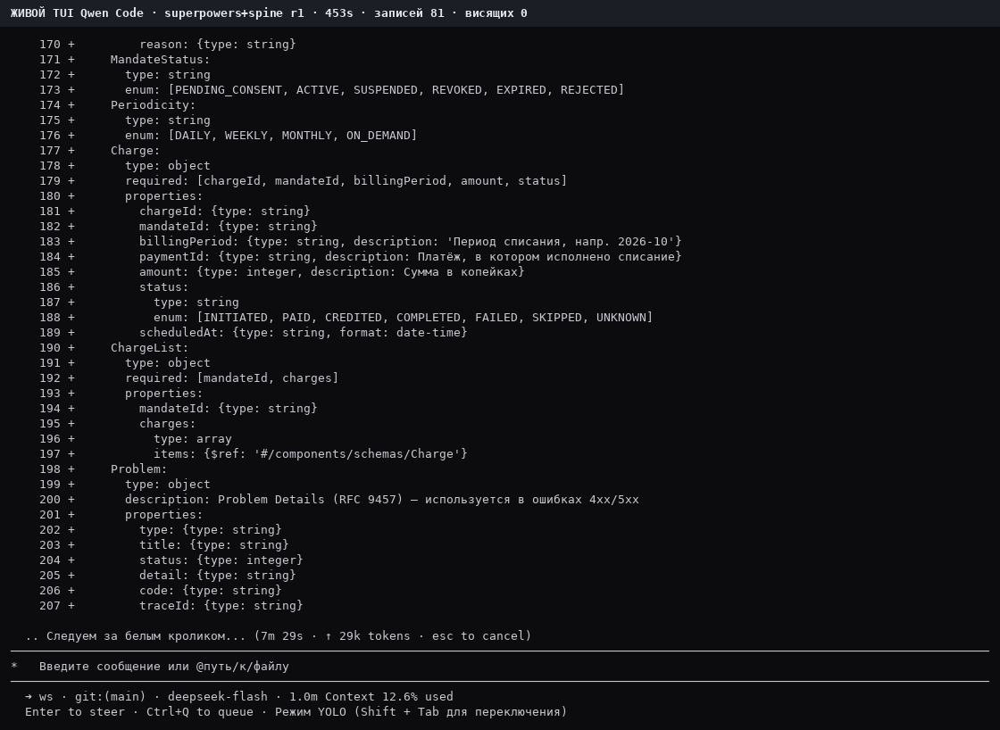 ЖИВОЙ TUI Qwen Code · superpowers+spine r1 · 453s · записей 81 · висящих 0
170 +         reason: {type: string}
171 +     MandateStatus:
172 +       type: string
173 +       enum: [PENDING_CONSENT, ACTIVE, SUSPENDED, REVOKED, EXPIRED, REJECTED]
174 +     Periodicity:
175 +       type: string
176 +       enum: [DAILY, WEEKLY, MONTHLY, ON_DEMAND]
177 +     Charge:
178 +       type: object
179 +       required: [chargeId, mandateId, billingPeriod, amount, status]
180 +       properties:
181 +         chargeId: {type: string}
182 +         mandateId: {type: string}
183 +         billingPeriod: {type: string, description: 'Период списания, напр. 2026-10'}
184 +         paymentId: {type: string, description: Платёж, в котором исполнено списание}
185 +         amount: {type: integer, description: Сумма в копейках}
186 +         status:
187 +           type: string
188 +           enum: [INITIATED, PAID, CREDITED, COMPLETED, FAILED, SKIPPED, UNKNOWN]
189 +         scheduledAt: {type: string, format: date-time}
190 +     ChargeList:
191 +       type: object
192 +       required: [mandateId, charges]
193 +       properties:
194 +         mandateId: {type: string}
195 +         charges:
196 +           type: array
197 +           items: {$ref: '#/components/schemas/Charge'}
198 +     Problem:
199 +       type: object
200 +       description: Problem Details (RFC 9457) — используется в ошибках 4xx/5xx
201 +       properties:
202 +         type: {type: string}
203 +         title: {type: string}
204 +         status: {type: integer}
205 +         detail: {type: string}
206 +         code: {type: string}
207 +         traceId: {type: string}
.. Следуем за белым кроликом... (7m 29s · ↑ 29k tokens · esc to cancel)
*   Введите сообщение или @путь/к/файлу
➜ ws · git:(main) · deepseek-flash · 1.0m Context 12.6% used
Enter to steer · Ctrl+Q to queue · Режим YOLO (Shift + Tab для переключения)